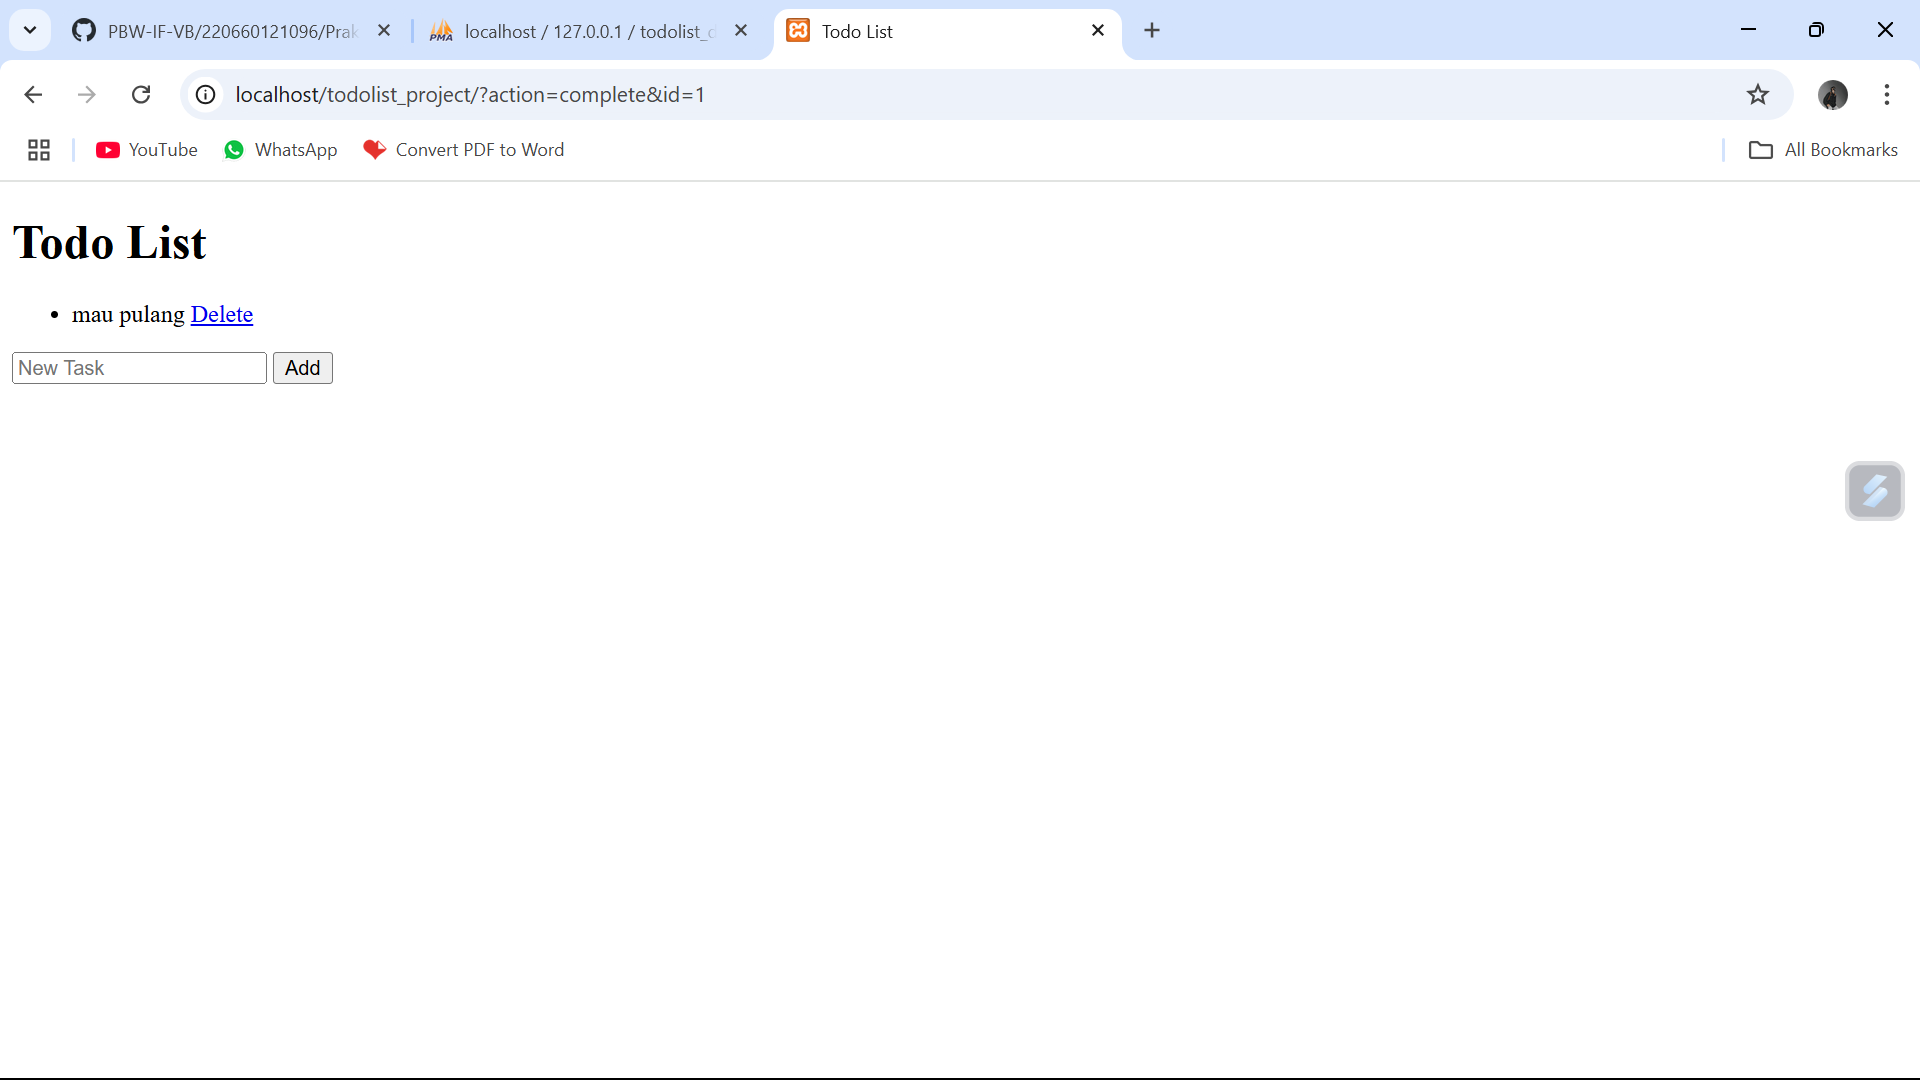 PBW-IF-VB/220660121096/Prak
localhost / 127.0.0.1 / todolist_d
Todo List
localhost/todolist_project/?action=complete&id=1
YouTube
WhatsApp
Convert PDF to Word
All Bookmarks
Todo List
mau pulang Delete
New Task Add